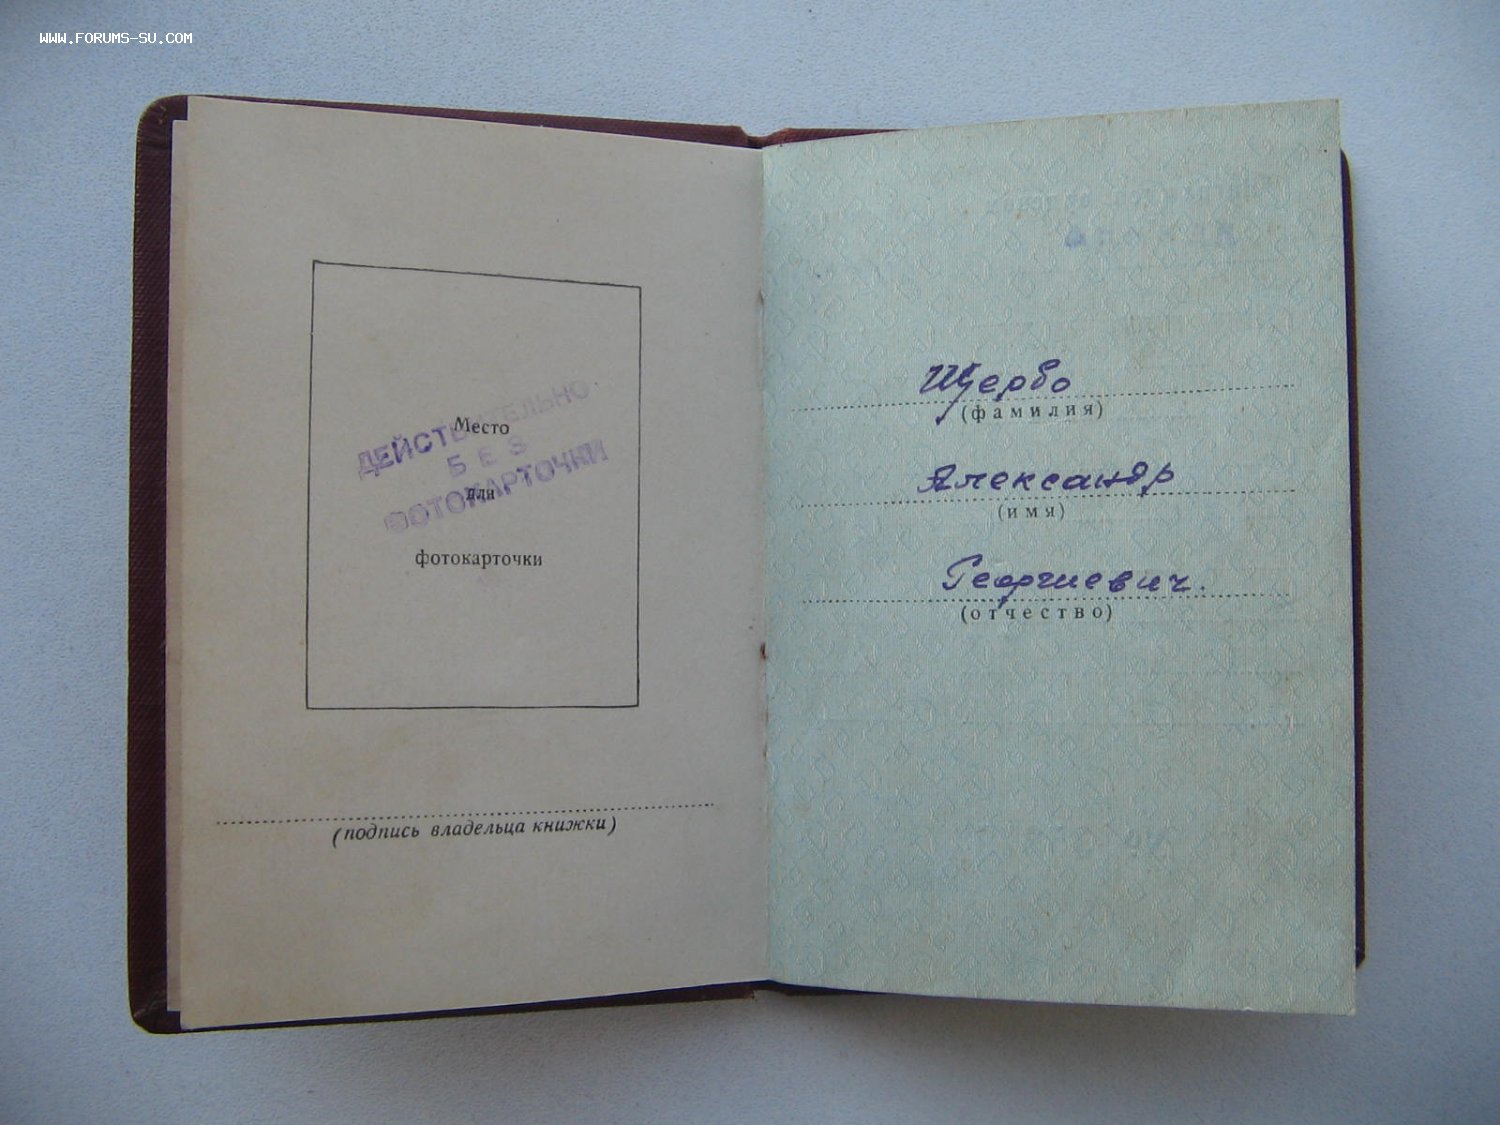 WWW.FORUMS-SU.COM
Место
для
фотокарточки
ДЕЙСТВИТЕЛЬНО
БЕЗ
ФОТОКАРТОЧКИ
(подпись владельца книжки)
Щербо
(фамилия)
Александр
(имя)
Георгиевич.
(отчество)